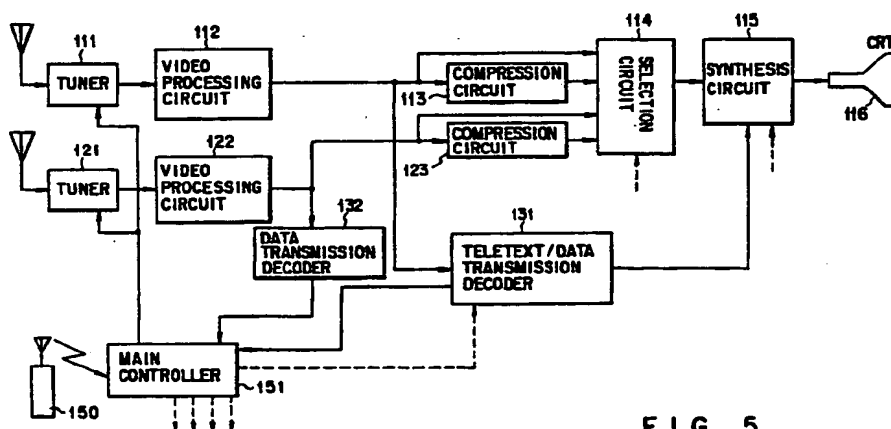 111
TUNER
112
VIDEO
PROCESSING
CIRCUIT
113
COMPRESSION
CIRCUIT
114
SELECTION
CIRCUIT
115
SYNTHESIS
CIRCUIT
CRT
116
121
TUNER
122
VIDEO
PROCESSING
CIRCUIT
123
COMPRESSION
CIRCUIT
132
DATA
TRANSMISSION
DECODER
131
TELETEXT/DATA
TRANSMISSION
DECODER
MAIN
CONTROLLER
151
150
FIG. 5